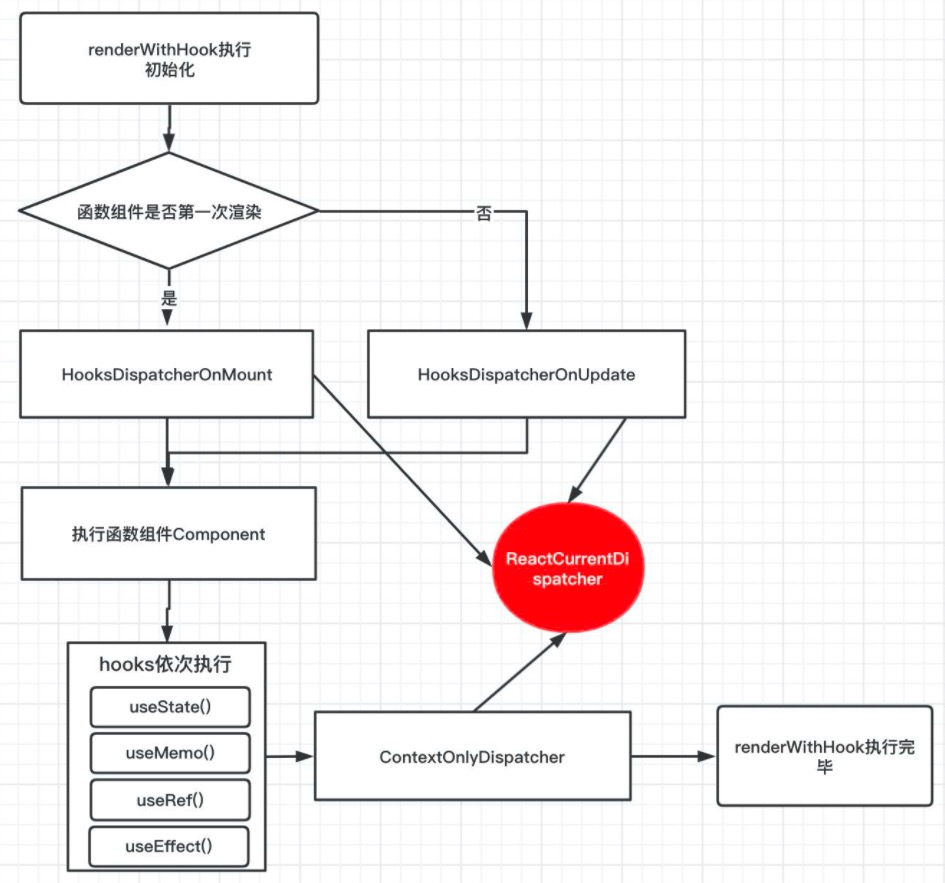 renderWithHook执行
初始化
函数组件是否第一次渲染
否
是
HooksDispatcherOnMount
HooksDispatcherOnUpdate
执行函数组件Component
ReactCurrentDi
spatcher
hooks依次执行
useState()
useMemo()
useRef()
useEffect()
ContextOnlyDispatcher
renderWithHook执行完
毕